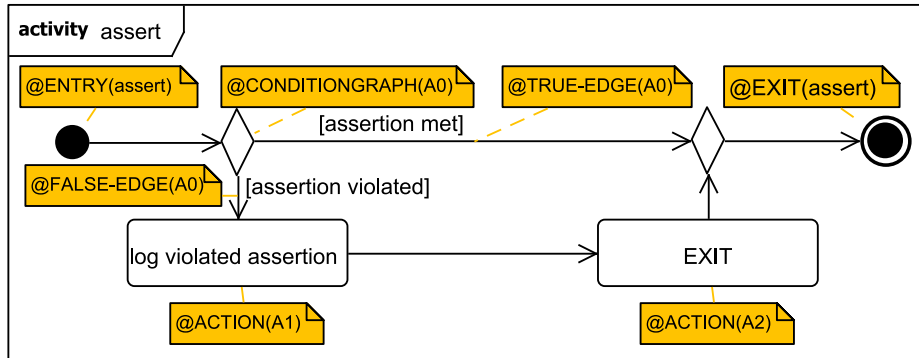 activity assert
@ENTRY(assert)
@CONDITIONGRAPH(A0)
@TRUE-EDGE(A0)
@EXIT(assert)
[assertion met]
@FALSE-EDGE(A0)
[assertion violated]
log violated assertion
EXIT
@ACTION(A1)
@ACTION(A2)